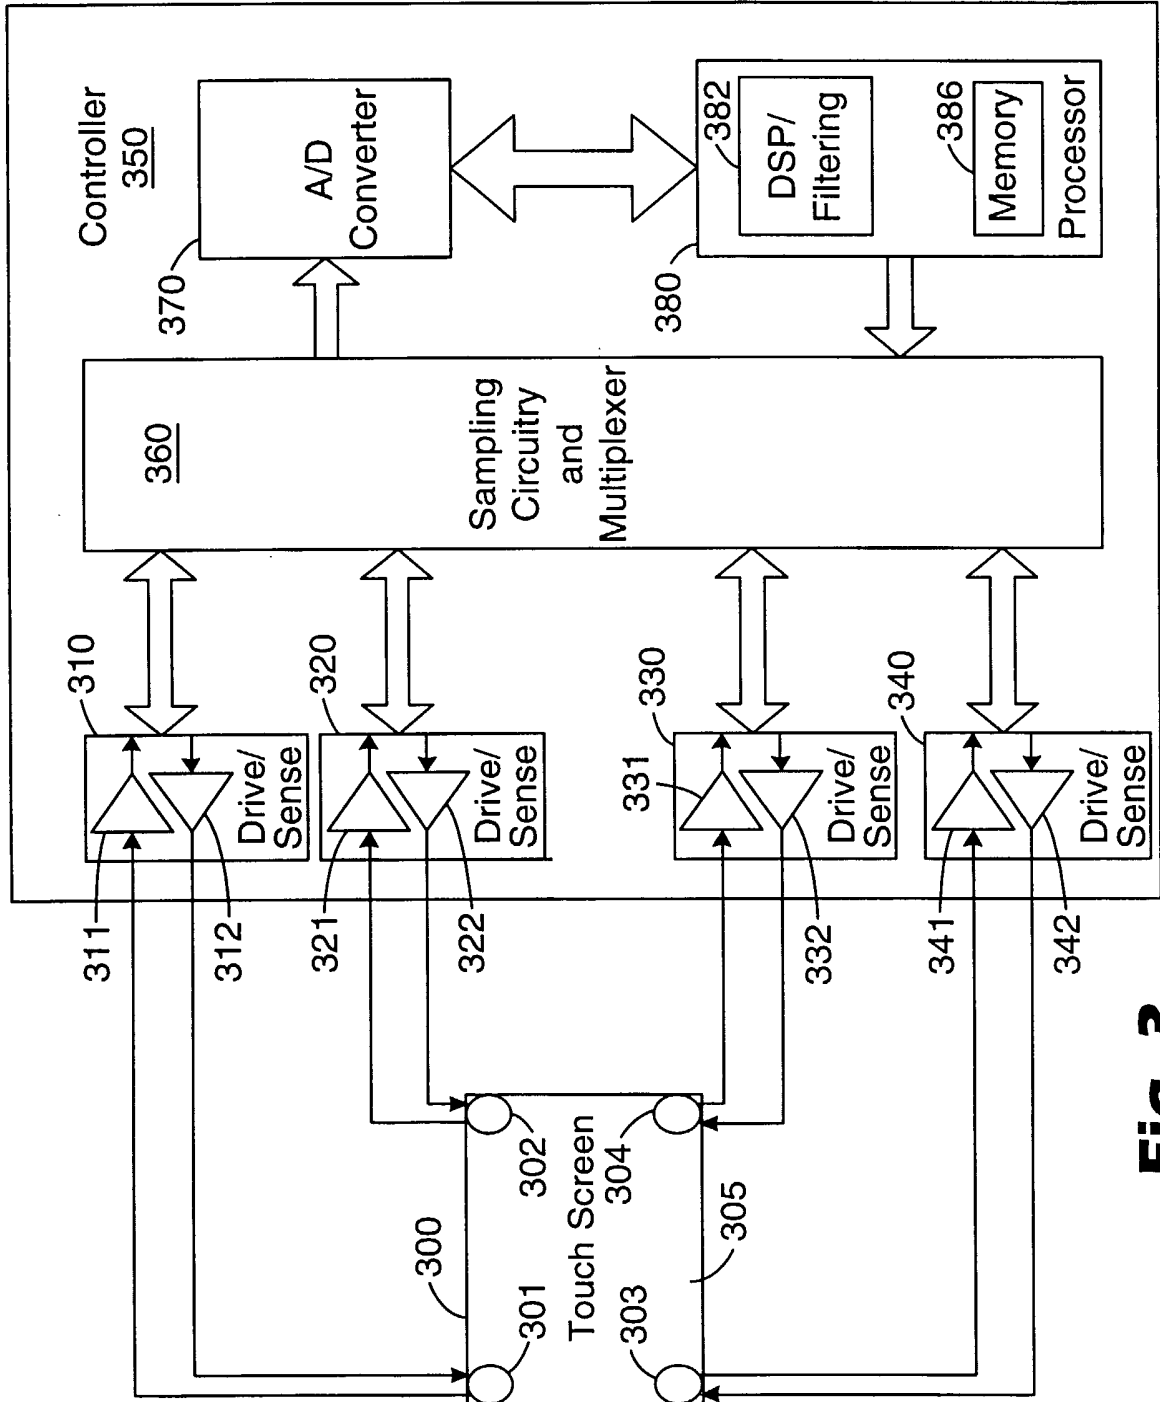 Controller
350
370
A/D
Converter
380
382
DSP/
Filtering
386
Memory
Processor
360
Sampling
Circuitry
and
Multiplexer
310
Drive/
Sense
311
312
320
Drive/
Sense
321
322
330
331
Drive/
Sense
332
340
Drive/
Sense
341
342
300
301
302
Touch Screen
303
304
305